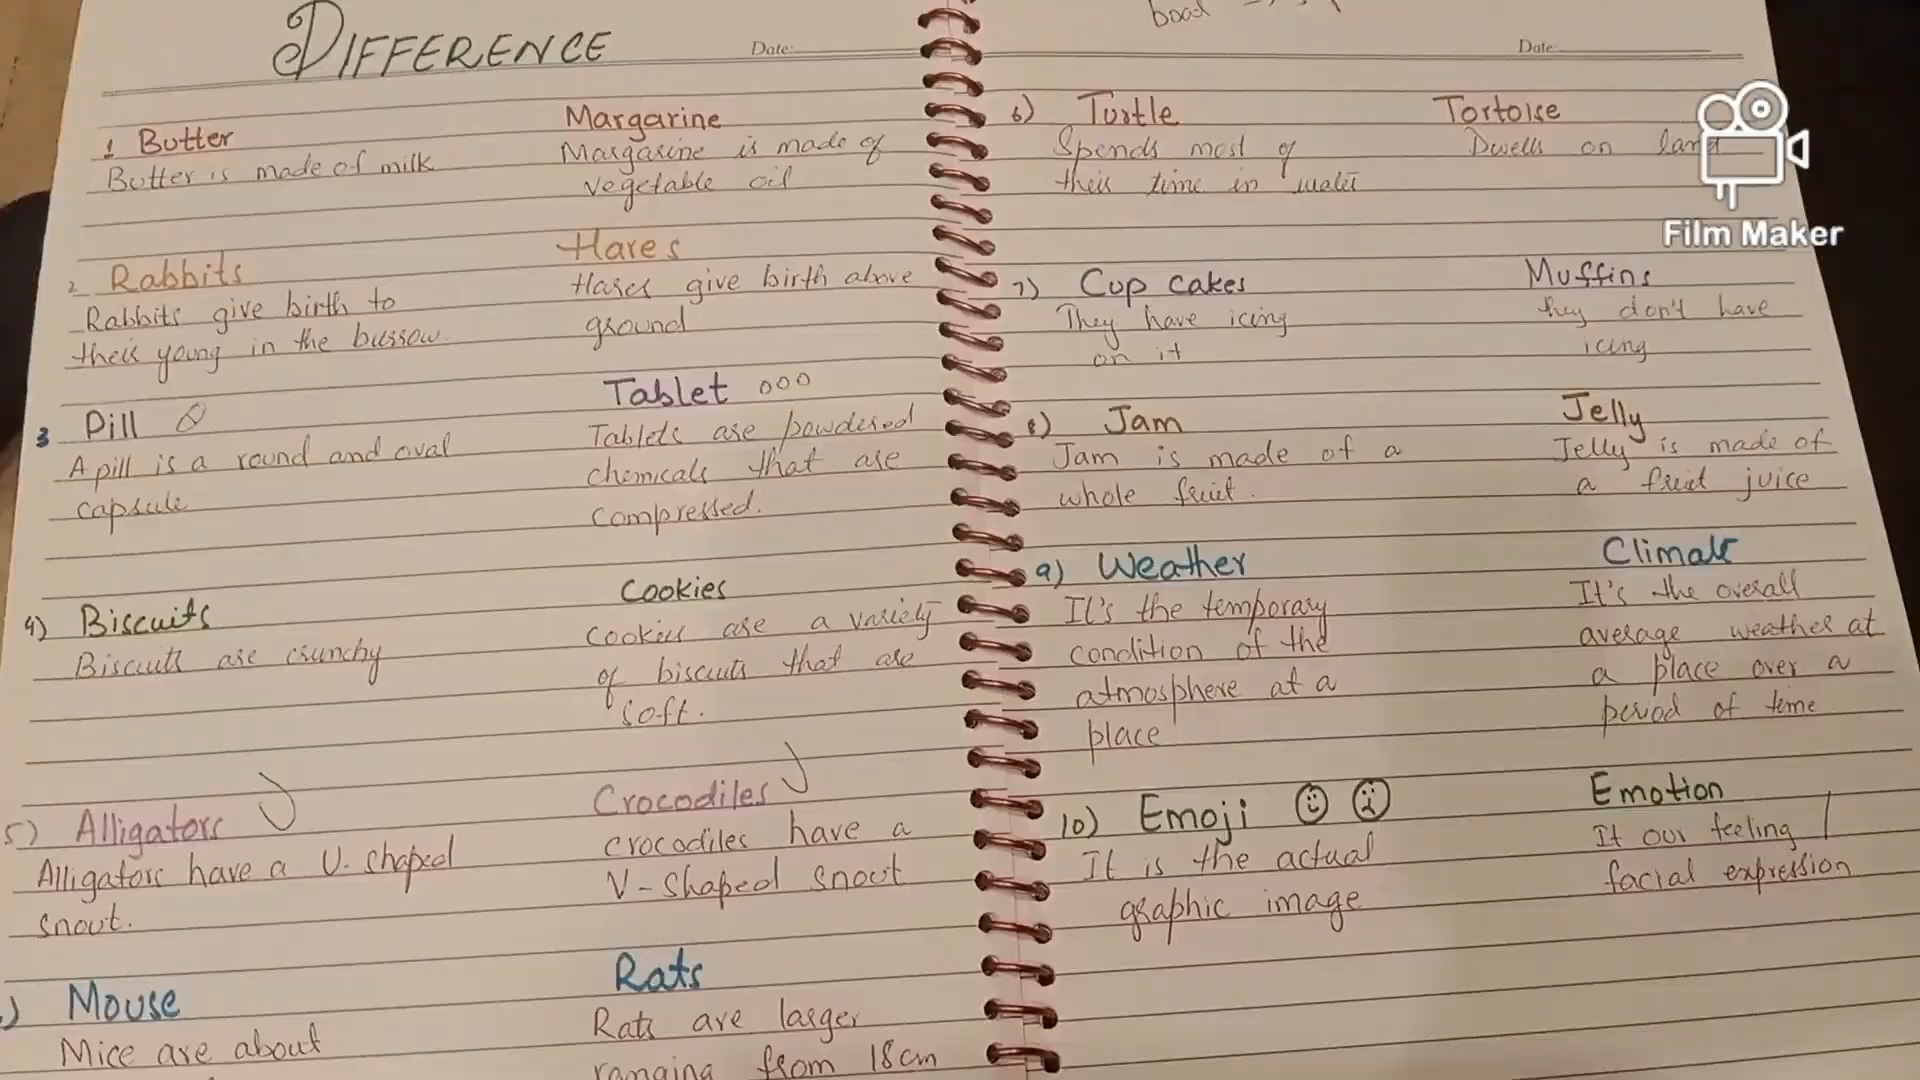 DIFFERENCE
Date:
1 Butter
Butter is made of milk
Margarine
Margarine is made of
vegetable oil
2 Rabbits
Rabbits give birth to
their young in the burrow.
Hares
Hares give birth above
ground
3 Pill
A pill is a round and oval
capsule
Tablet
Tablets are powdered
chemicals that are
compressed.
4) Biscuits
Biscuits are crunchy
Cookies
Cookies are a variety
of biscuits that are
soft.
5) Alligators
Alligators have a U-shaped
snout.
Crocodiles
crocodiles have a
V-shaped snout
) Mouse
Mice are about
Rats
Rats are larger
ranging from 18cm
boat
Date:
6) Turtle
Spends most of
their time in water
Tortoise
Dwells on land
7) Cup cakes
They have icing
on it
Muffins
they don't have
icing
8) Jam
Jam is made of a
whole fruit.
Jelly
Jelly is made of
a fruit juice
9) Weather
It's the temporary
condition of the
atmosphere at a
place
Climate
It's the overall
average weather at
a place over a
period of time
10) Emoji ☺ ☹
It is the actual
graphic image
Emotion
It our feeling /
facial expression
Film Maker